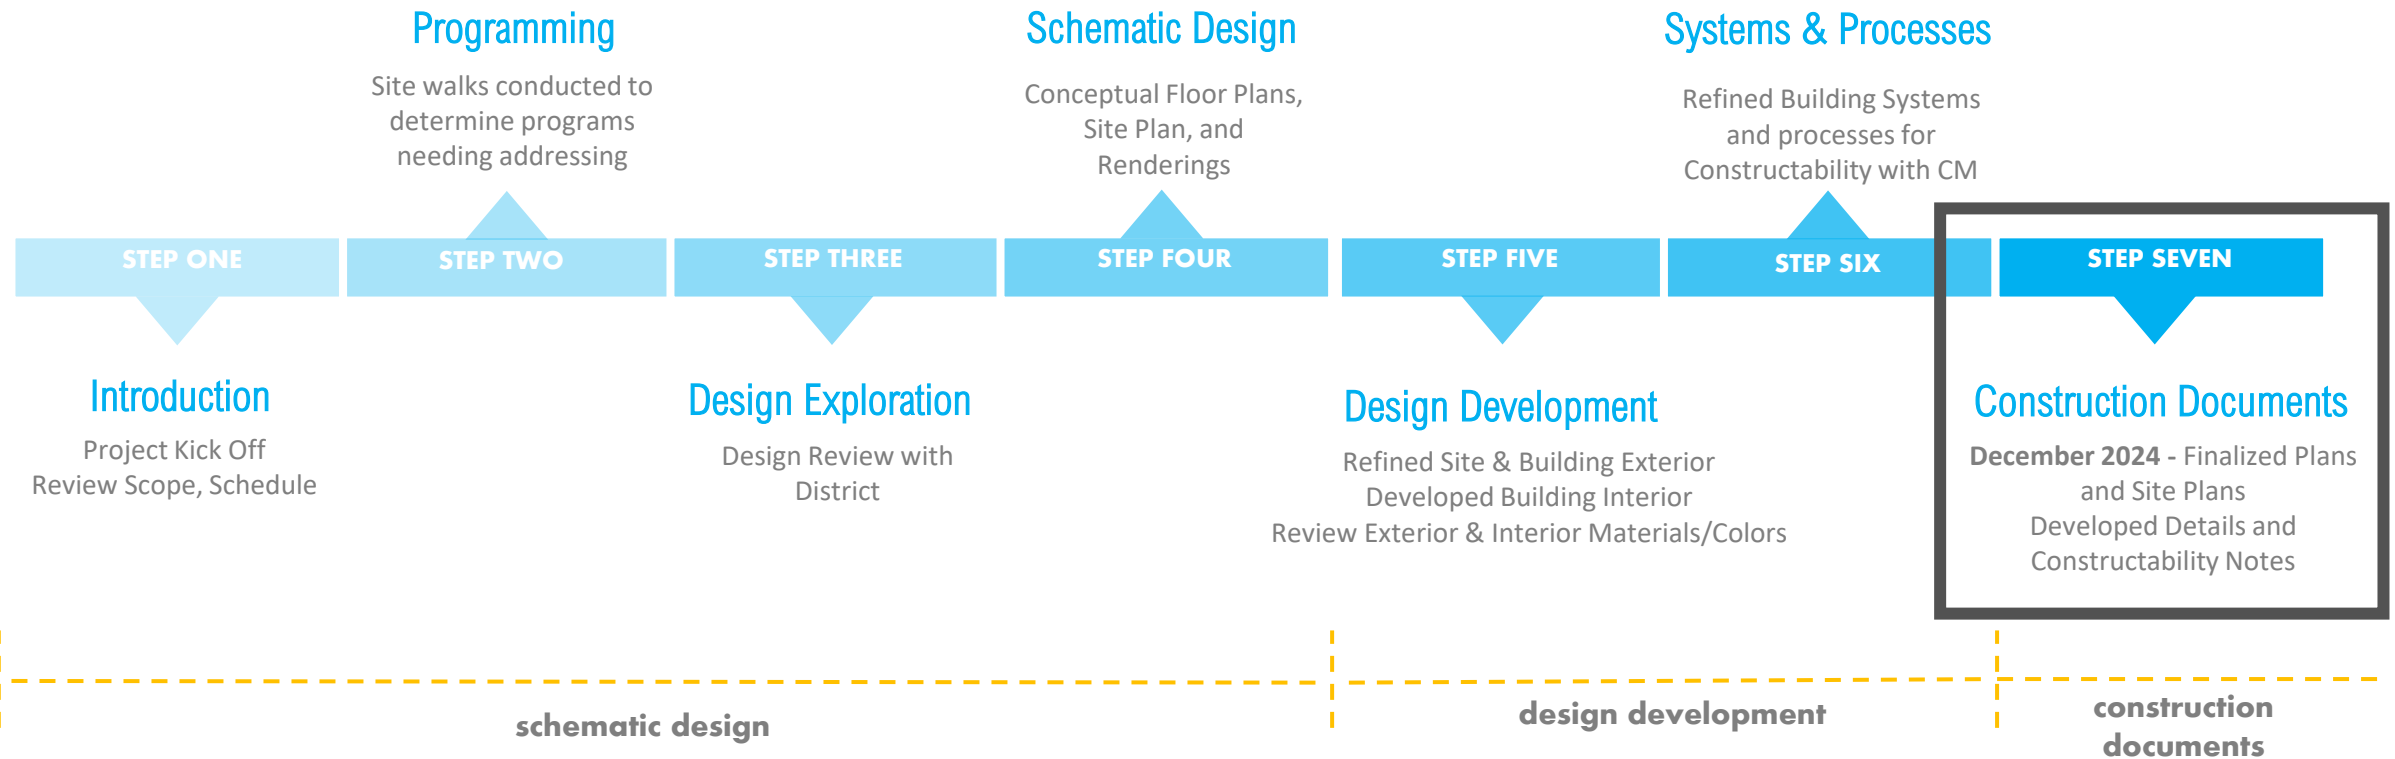 Programming
Site walks conducted to
determine programs
needing addressing
Schematic Design
Conceptual Floor Plans,
Site Plan, and
Renderings
Systems & Processes
Refined Building Systems
and processes for
Constructability with CM
STEP ONE
STEP TWO
STEP THREE
STEP FOUR
STEP FIVE
STEP SIX
STEP SEVEN
Introduction
Project Kick Off
Review Scope, Schedule
Design Exploration
Design Review with
District
Design Development
Refined Site & Building Exterior
Developed Building Interior
Review Exterior & Interior Materials/Colors
Construction Documents
December 2024 - Finalized Plans
and Site Plans
Developed Details and
Constructability Notes
schematic design
design development
construction
documents